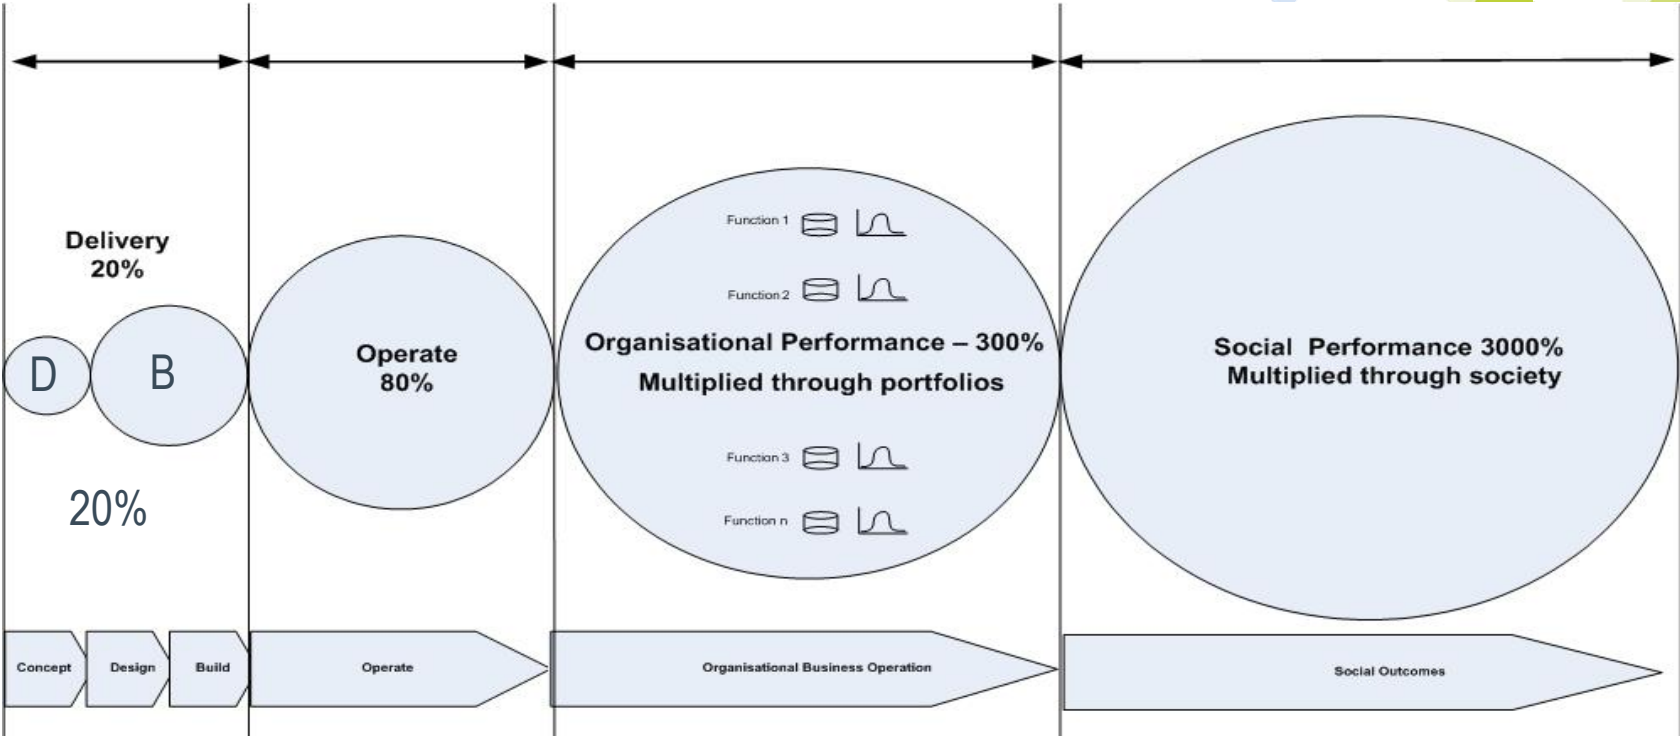 Delivery
20%
D
B
20%
Operate
80%
Function 1
Function 2
Organisational Performance – 300%
Multiplied through portfolios
Function 3
Function n
Social Performance 3000%
Multiplied through society
Concept
Design
Build
Operate
Organisational Business Operation
Social Outcomes